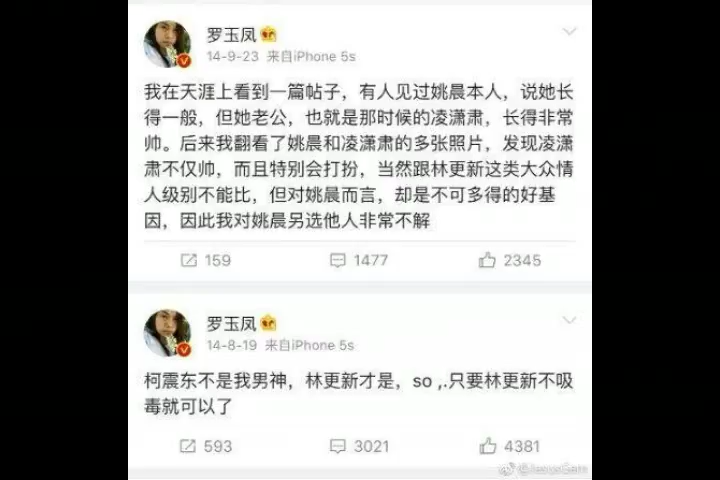 罗玉凤
14-9-23 来自iPhone 5s
我在天涯上看到一篇帖子，有人见过姚晨本人，说她长
得一般，但她老公，也就是那时候的凌潇肃，长得非常
帅。后来我翻看了姚晨和凌潇肃的多张照片，发现凌潇
肃不仅帅，而且特别会打扮，当然跟林更新这类大众情
人级别不能比，但对姚晨而言，却是不可多得的好基
因，因此我对姚晨另选他人非常不解
159 1477 2345
罗玉凤
14-8-19 来自iPhone 5s
柯震东不是我男神，林更新才是，so ,.只要林更新不吸
毒就可以了
593 3021 4381